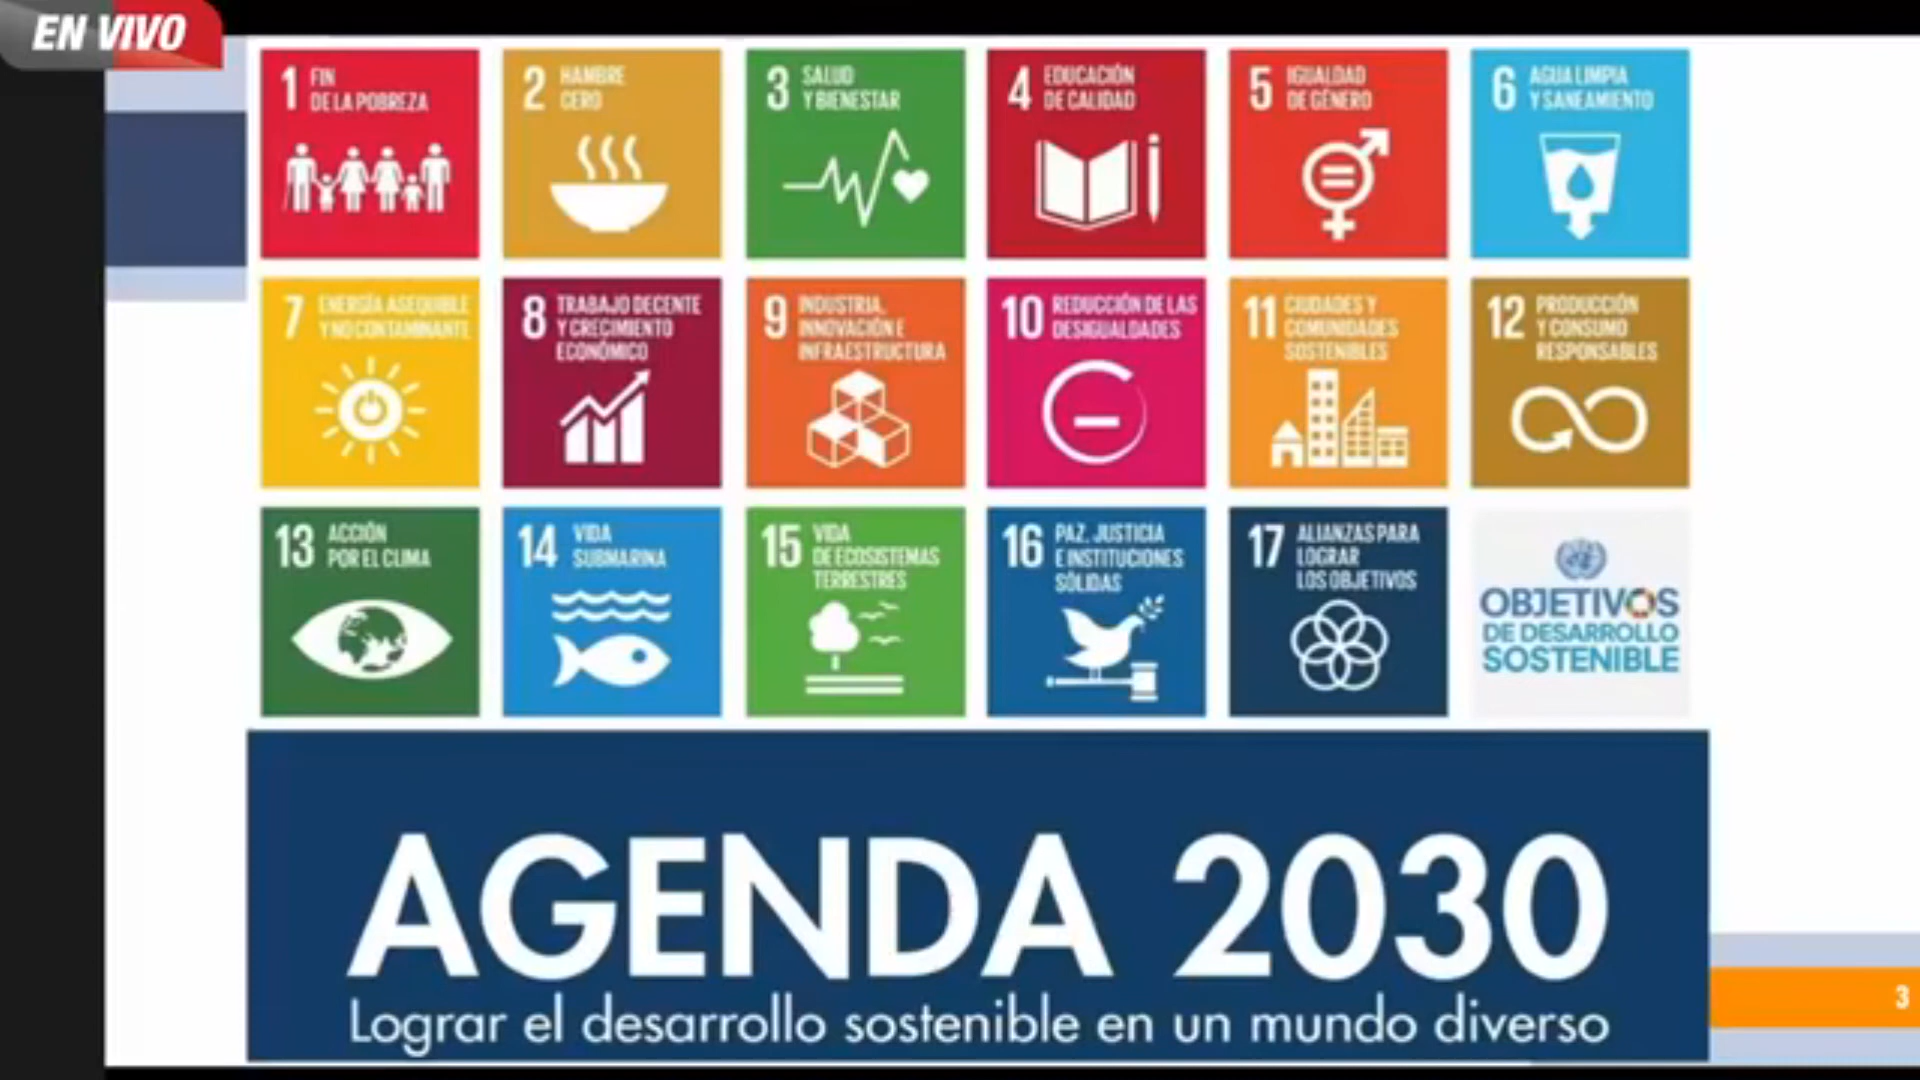 EN VIVO
1 FIN
DE LA POBREZA
2 HAMBRE
CERO
3 SALUD
Y BIENESTAR
4 EDUCACIÓN
DE CALIDAD
5 IGUALDAD
DE GÉNERO
6 AGUA LIMPIA
Y SANEAMIENTO
7 ENERGÍA ASEQUIBLE
Y NO CONTAMINANTE
8 TRABAJO DECENTE
Y CRECIMIENTO
ECONÓMICO
9 INDUSTRIA,
INNOVACIÓN E
INFRAESTRUCTURA
10 REDUCCIÓN DE LAS
DESIGUALDADES
11 CIUDADES Y
COMUNIDADES
SOSTENIBLES
12 PRODUCCIÓN
Y CONSUMO
RESPONSABLES
13 ACCIÓN
POR EL CLIMA
14 VIDA
SUBMARINA
15 VIDA
DE ECOSISTEMAS
TERRESTRES
16 PAZ, JUSTICIA
E INSTITUCIONES
SÓLIDAS
17 ALIANZAS PARA
LOGRAR
LOS OBJETIVOS
OBJETIVOS
DE DESARROLLO
SOSTENIBLE
AGENDA 2030
Lograr el desarrollo sostenible en un mundo diverso
3